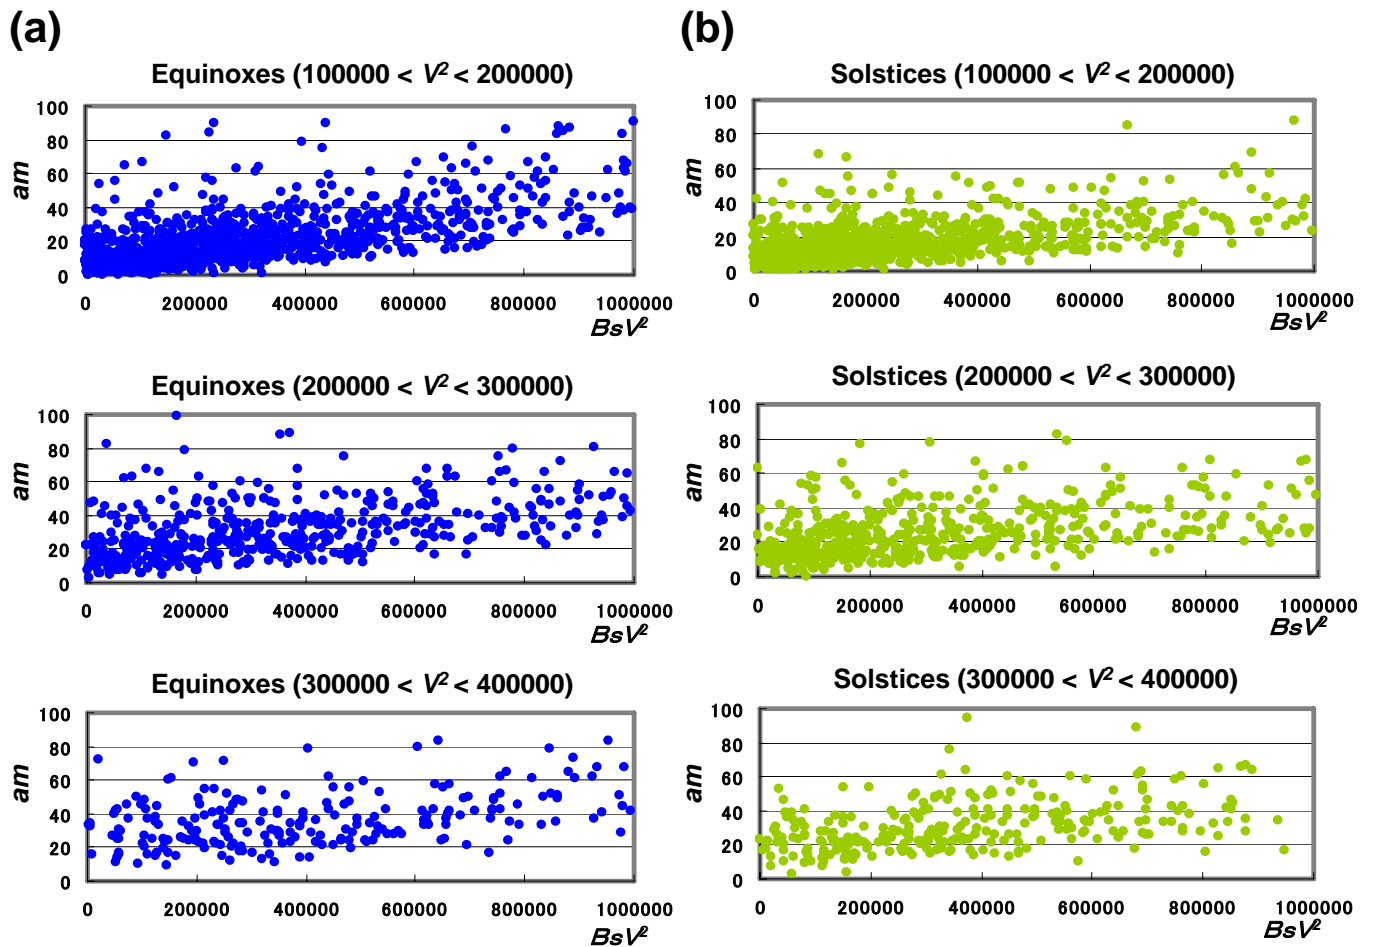 (a)
Equinoxes (100000 < V² < 200000)
100
80
60
40
20
0
am
0 200000 400000 600000 800000 1000000
BsV²
Equinoxes (200000 < V² < 300000)
100
80
60
40
20
0
am
0 200000 400000 600000 800000 1000000
BsV²
Equinoxes (300000 < V² < 400000)
100
80
60
40
20
0
am
0 200000 400000 600000 800000 1000000
BsV²
(b)
Solstices (100000 < V² < 200000)
100
80
60
40
20
0
am
0 200000 400000 600000 800000 1000000
BsV²
Solstices (200000 < V² < 300000)
100
80
60
40
20
0
am
0 200000 400000 600000 800000 1000000
BsV²
Solstices (300000 < V² < 400000)
100
80
60
40
20
0
am
0 200000 400000 600000 800000 1000000
BsV²